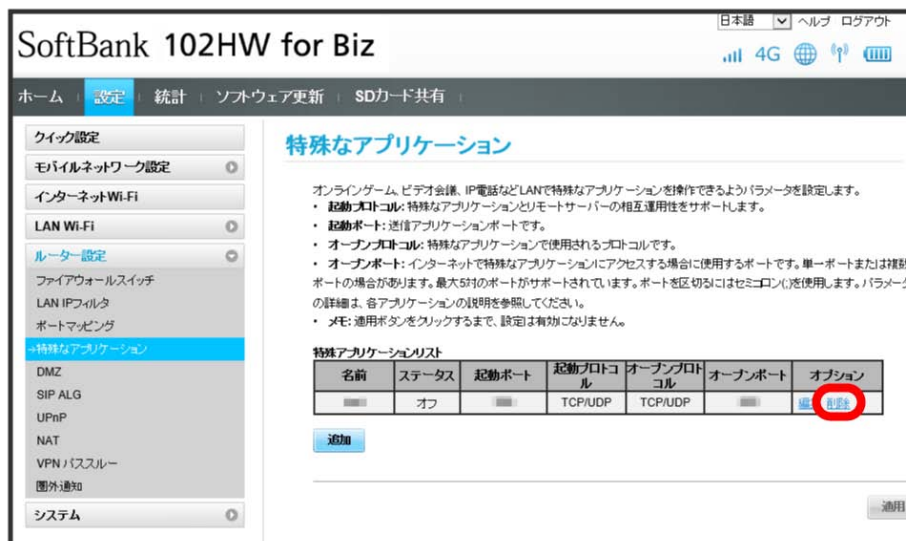 日本語 ヘルプ ログアウト
SoftBank 102HW for Biz
4G
ホーム 設定 統計 ソフトウェア更新 SDカード共有
クイック設定
モバイルネットワーク設定
インターネットWi-Fi
LAN Wi-Fi
ルーター設定
ファイアウォールスイッチ
LAN IPフィルタ
ポートマッピング
→特殊なアプリケーション
DMZ
SIP ALG
UPnP
NAT
VPN パススルー
圏外通知
システム
特殊なアプリケーション
オンラインゲーム、ビデオ会議、IP電話などLANで特殊なアプリケーションを操作できるようパラメータを設定します。
・ 起動プロトコル: 特殊なアプリケーションとリモートサーバーの相互運用性をサポートします。
・ 起動ポート: 送信アプリケーションポートです。
・ オープンプロトコル: 特殊なアプリケーションで使用されるプロトコルです。
・ オープンポート: インターネットで特殊なアプリケーションにアクセスする場合に使用するポートです。単一ポートまたは複数
ポートの場合があります。最大5対のポートがサポートされています。ポートを区切るにはセミコロン(;)を使用します。パラメータ
の詳細は、各アプリケーションの説明を参照してください。
・ メモ: 適用ボタンをクリックするまで、設定は有効になりません。
特殊アプリケーションリスト
名前 ステータス 起動ポート 起動プロトコル オープンプロトコル オープンポート オプション
オフ TCP/UDP TCP/UDP 削除
追加
適用